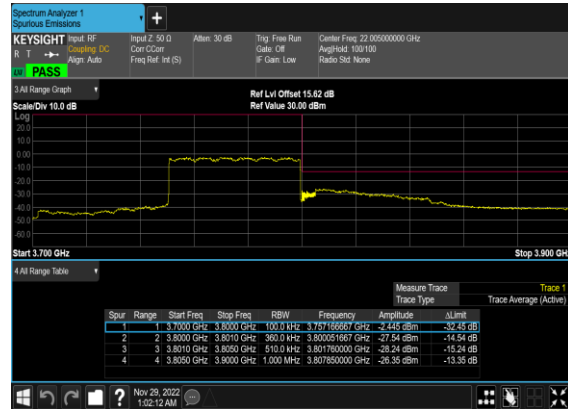 Spectrum Analyzer 1
Spurious Emissions
KEYSIGHT Input: RF
R T Coupling: DC
Align: Auto
Input Z: 50 Ω
Corr CCorr
Freq Ref: Int (S)
Atten: 30 dB
Trig: Free Run
Gate: Off
IF Gain: Low
Center Freq: 22.005000000 GHz
Avg|Hold: 100/100
Radio Std: None
PASS
3 All Range Graph
Scale/Div 10.0 dB
Ref Lvl Offset 15.62 dB
Ref Value 30.00 dBm
Log
20.0
10.0
0.00
-10.0
-20.0
-30.0
-40.0
-50.0
-60.0
Start 3.700 GHz
Stop 3.900 GHz
4 All Range Table
Measure Trace Trace 1
Trace Type Trace Average (Active)
Spur Range Start Freq Stop Freq RBW Frequency Amplitude ΔLimit
1 1 3.7000 GHz 3.8000 GHz 100.0 kHz 3.757166667 GHz -2.445 dBm -32.45 dB
2 2 3.8000 GHz 3.8010 GHz 360.0 kHz 3.800051667 GHz -27.54 dBm -14.54 dB
3 3 3.8010 GHz 3.8050 GHz 510.0 kHz 3.801760000 GHz -28.24 dBm -15.24 dB
4 4 3.8050 GHz 3.9000 GHz 1.000 MHz 3.807850000 GHz -26.35 dBm -13.35 dB
Nov 29, 2022
1:02:12 AM